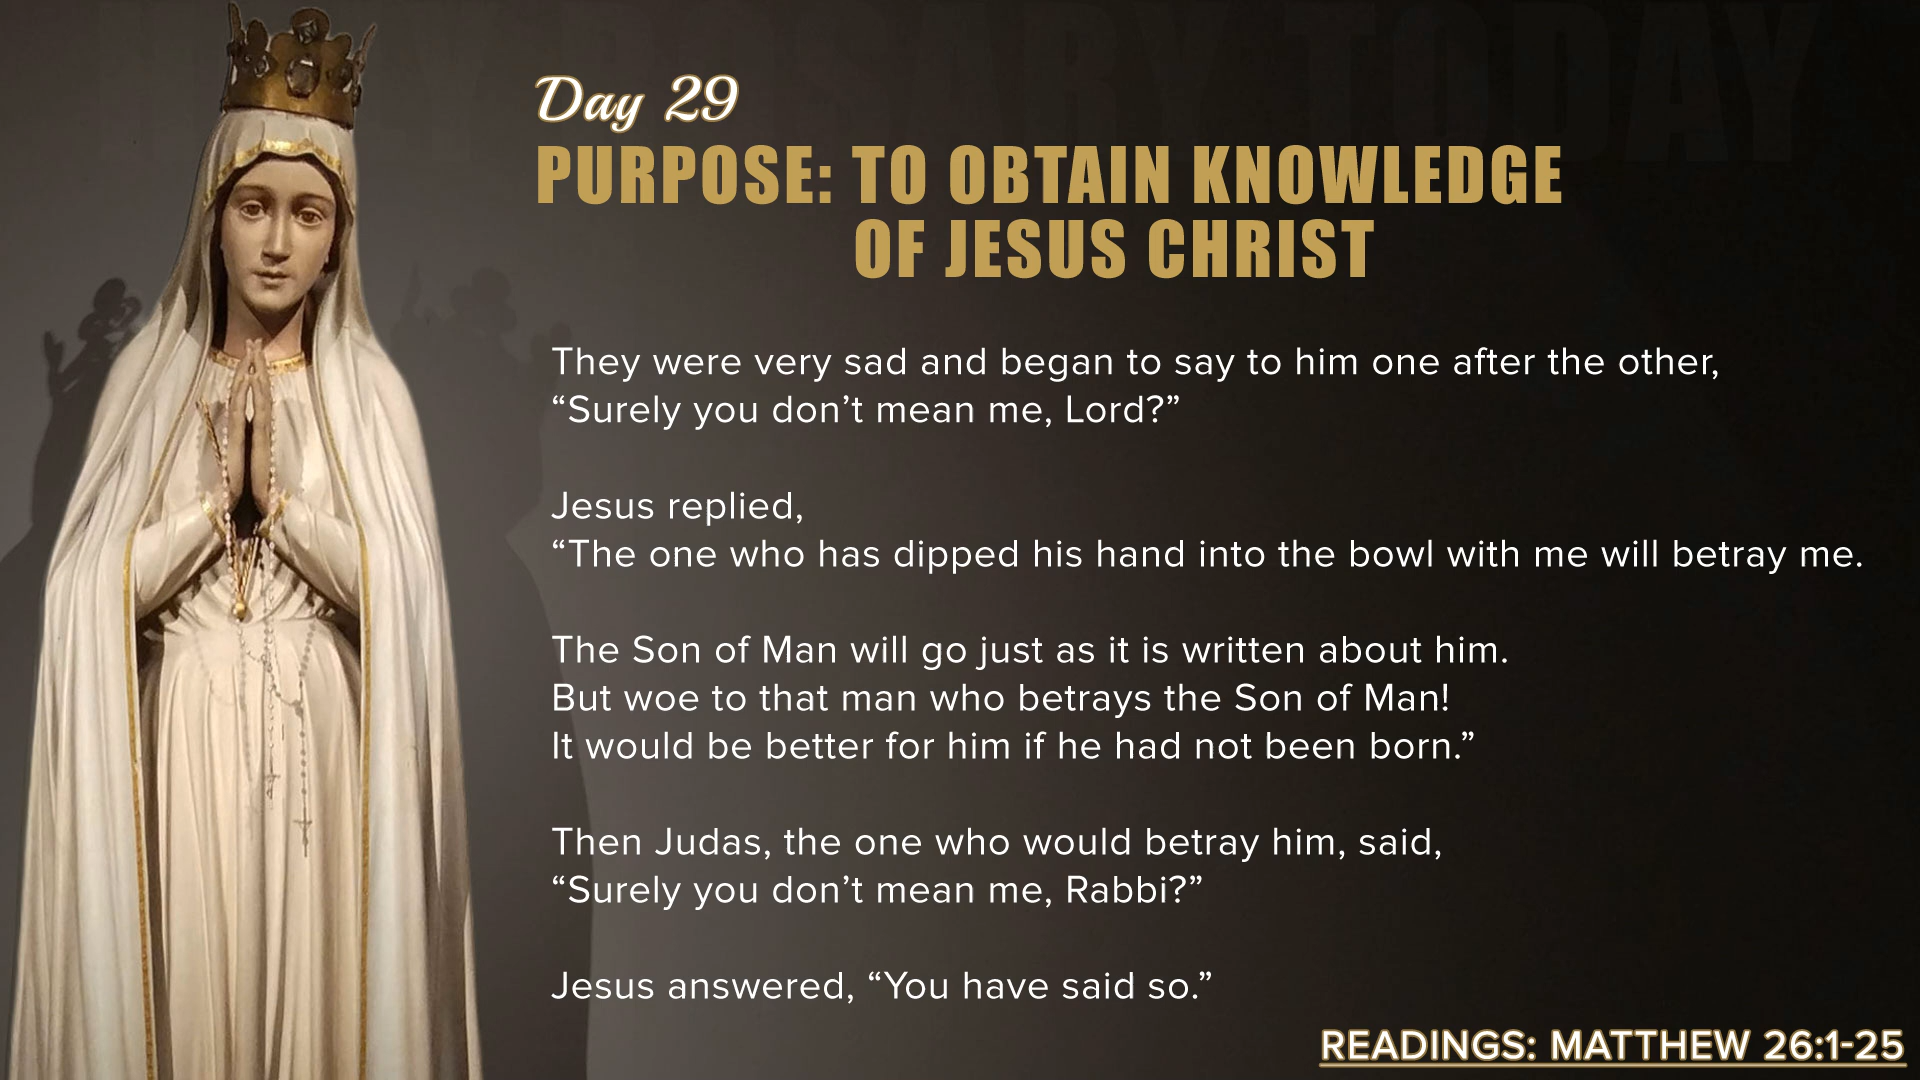 HOLY ROSARY TODAY
Day 29
PURPOSE: TO OBTAIN KNOWLEDGE
OF JESUS CHRIST
They were very sad and began to say to him one after the other,
“Surely you don’t mean me, Lord?”
Jesus replied,
“The one who has dipped his hand into the bowl with me will betray me.
The Son of Man will go just as it is written about him.
But woe to that man who betrays the Son of Man!
It would be better for him if he had not been born.”
Then Judas, the one who would betray him, said,
“Surely you don’t mean me, Rabbi?”
Jesus answered, “You have said so.”
READINGS: MATTHEW 26:1-25